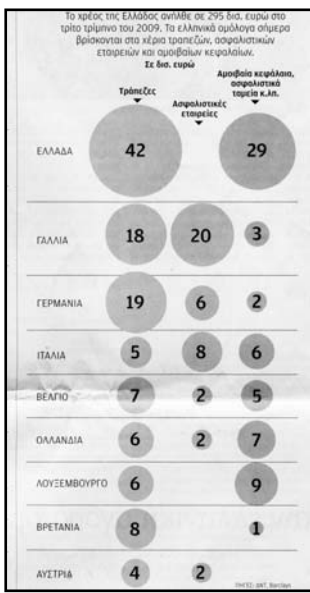 Το χρέος της Ελλάδας ανήλθε σε 295 δισ. ευρώ στο
τρίτο τρίμηνο του 2009. Τα ελληνικά ομόλογα σήμερα
βρίσκονται στα χέρια τραπεζών, ασφαλιστικών
εταιρειών και αμοιβαίων κεφαλαίων.
Σε δισ. ευρώ
Τράπεζες
Ασφαλιστικές
εταιρείες
Αμοιβαία κεφάλαια,
ασφαλιστικά
ταμεία κ.λπ.
ΕΛΛΑΔΑ 42 29
ΓΑΛΛΙΑ 18 20 3
ΓΕΡΜΑΝΙΑ 19 6 2
ΙΤΑΛΙΑ 5 8 6
ΒΕΛΓΙΟ 7 2 5
ΟΛΛΑΝΔΙΑ 6 2 7
ΛΟΥΞΕΜΒΟΥΡΓΟ 6 9
ΒΡΕΤΑΝΙΑ 8 1
ΑΥΣΤΡΙΑ 4 2
ΠΗΓΕΣ: Barclays